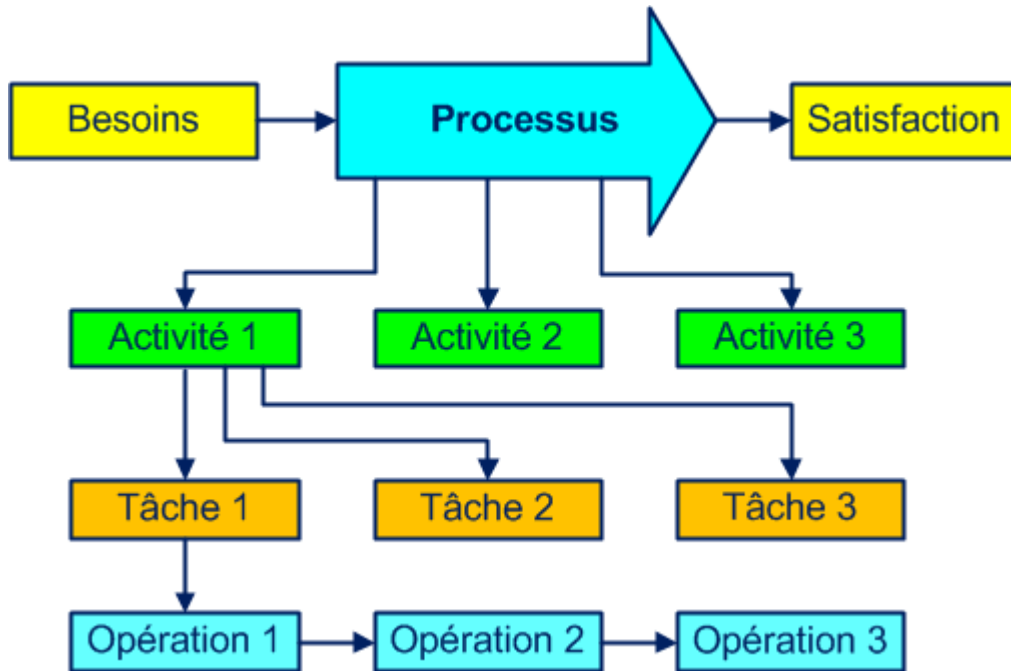 Besoins
Processus
Satisfaction
Activité 1
Activité 2
Activité 3
Tâche 1
Tâche 2
Tâche 3
Opération 1
Opération 2
Opération 3